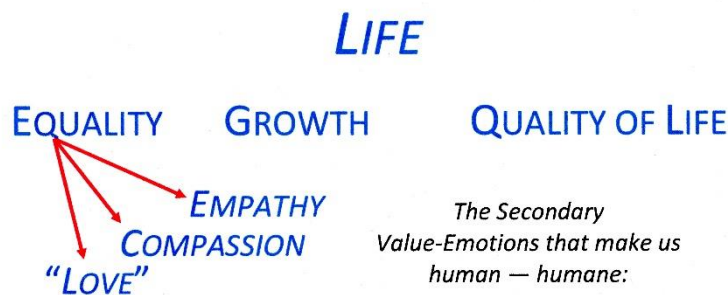 LIFE
EQUALITY GROWTH QUALITY OF LIFE
EMPATHY
COMPASSION
"LOVE"
The Secondary
Value-Emotions that make us
human — humane: